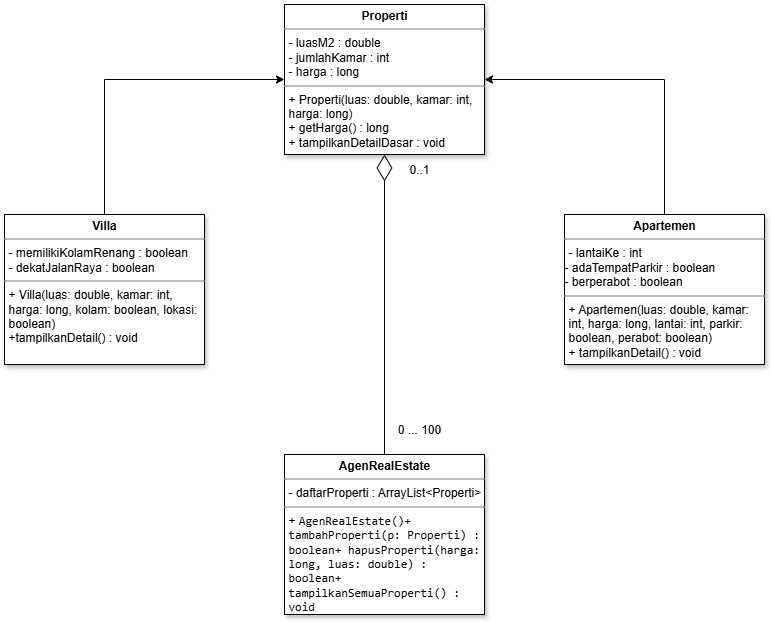 Properti
- luasM2 : double
- jumlahKamar : int
- harga : long
+ Properti(luas: double, kamar: int,
harga: long)
+ getHarga() : long
+ tampilkanDetailDasar : void
0..1
Villa
- memilikiKolamRenang : boolean
- dekatJalanRaya : boolean
+ Villa(luas: double, kamar: int,
harga: long, kolam: boolean, lokasi:
boolean)
+tampilkanDetail() : void
Apartemen
- lantaiKe : int
- adaTempatParkir : boolean
- berperabot : boolean
+ Apartemen(luas: double, kamar:
int, harga: long, lantai: int, parkir:
boolean, perabot: boolean)
+ tampilkanDetail() : void
0 ... 100
AgenRealEstate
- daftarProperti : ArrayList<Properti>
+ AgenRealEstate()+
tambahProperti(p: Properti) :
boolean+ hapusProperti(harga:
long, luas: double) :
boolean+
tampilkanSemuaProperti() :
void